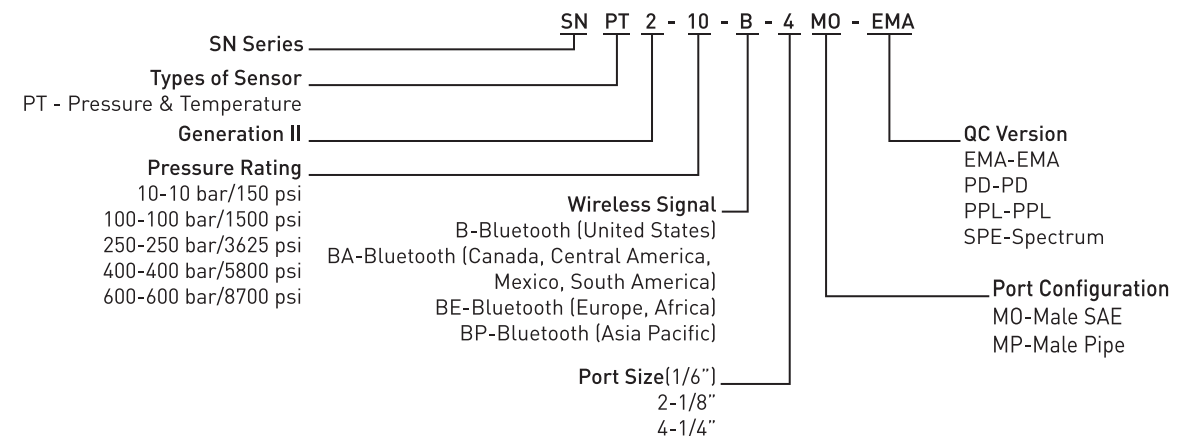 SN PT 2 - 10 - B - 4 MO - EMA
SN Series
Types of Sensor
PT - Pressure & Temperature
Generation II
Pressure Rating
10-10 bar/150 psi
100-100 bar/1500 psi
250-250 bar/3625 psi
400-400 bar/5800 psi
600-600 bar/8700 psi
Wireless Signal
B-Bluetooth (United States)
BA-Bluetooth (Canada, Central America,
Mexico, South America)
BE-Bluetooth (Europe, Africa)
BP-Bluetooth (Asia Pacific)
Port Size(1/6”)
2-1/8”
4-1/4”
QC Version
EMA-EMA
PD-PD
PPL-PPL
SPE-Spectrum
Port Configuration
MO-Male SAE
MP-Male Pipe